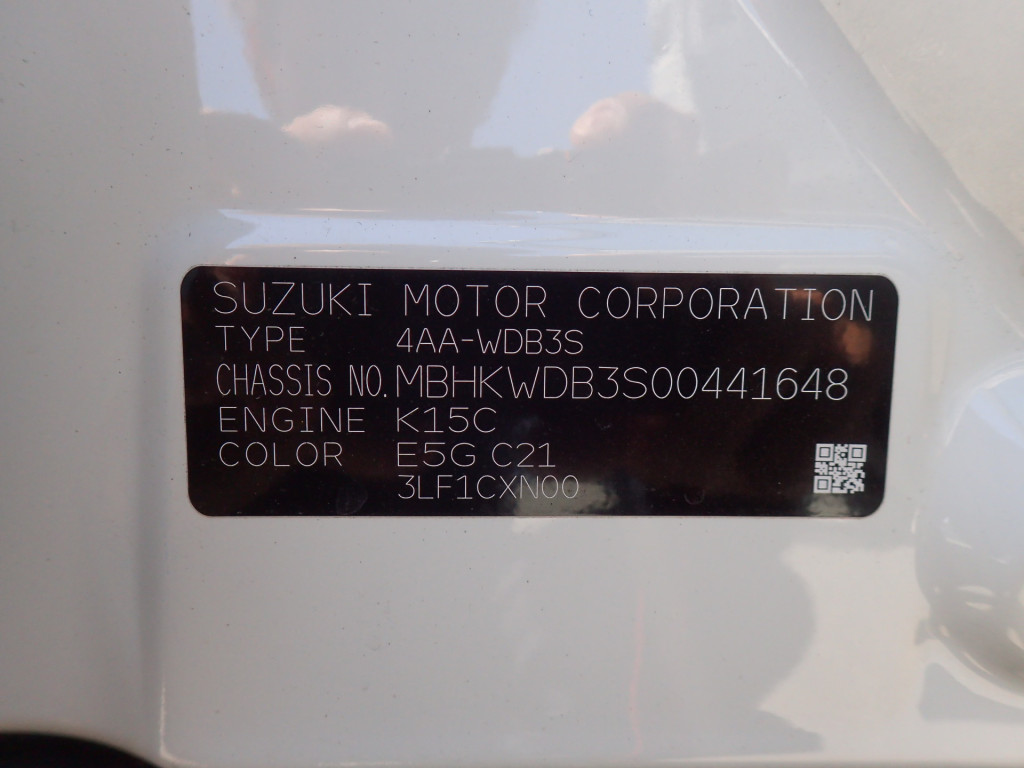 SUZUKI MOTOR CORPORATION
TYPE 4AA-WDB3S
CHASSIS NO. MBHKWDB3S00441648
ENGINE K15C
COLOR E5G C21
3LF1CXN00